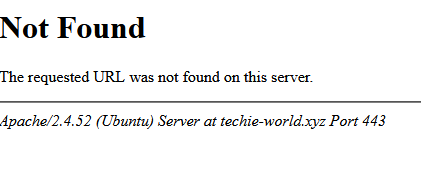 Not Found
The requested URL was not found on this server.
Apache/2.4.52 (Ubuntu) Server at techie-world.xyz Port 443